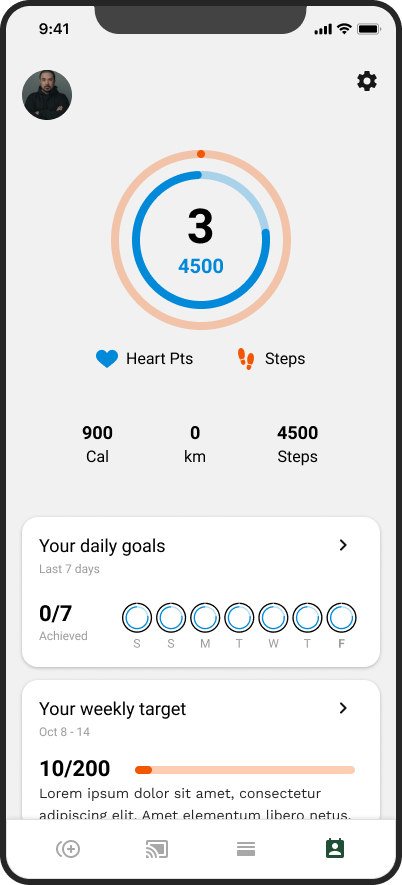 9:41
3
4500
Heart Pts Steps
900 0 4500
Cal km Steps
Your daily goals
Last 7 days
0/7
Achieved S S M T W T F
Your weekly target
Oct 8 - 14
10/200
Lorem ipsum dolor sit amet, consectetur
adipiscing elit. Amet elementum libero netus.